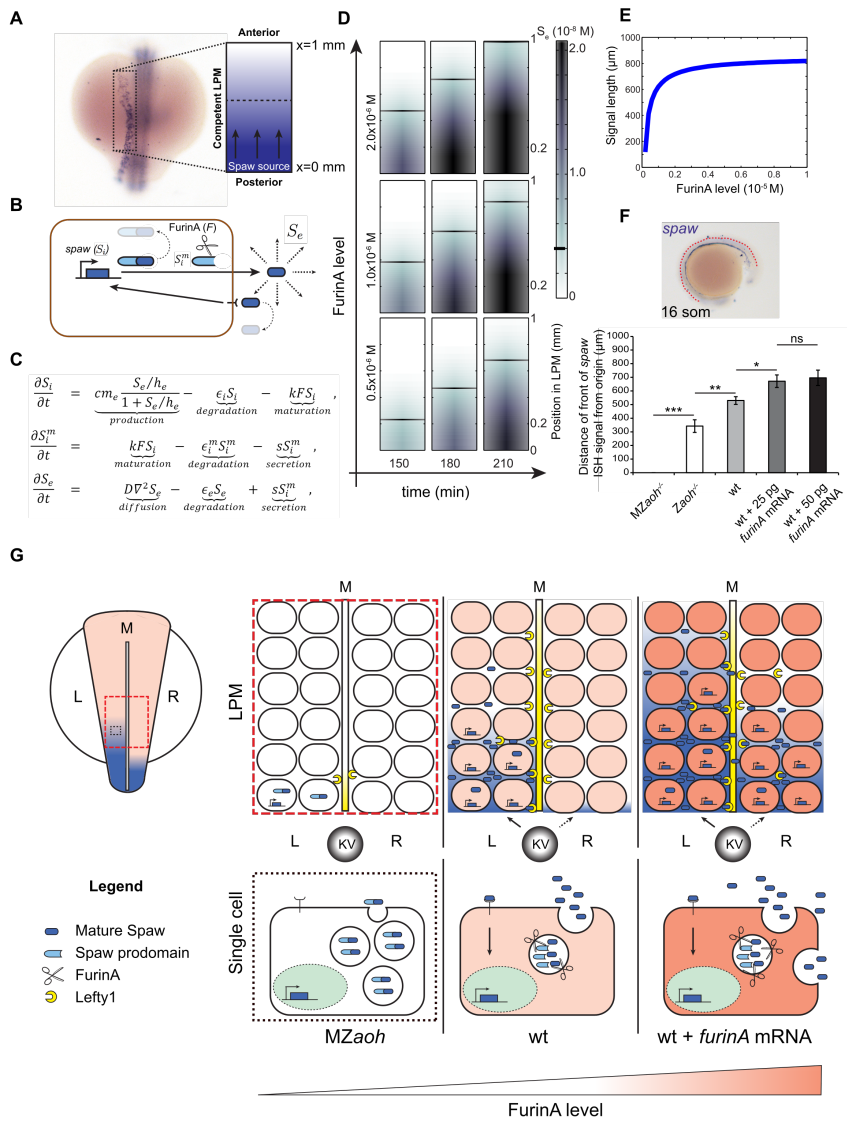 A
Anterior
x=1 mm
Competent LPM
Spaw source
x=0 mm
Posterior
B
FurinA (F)
spaw (Sᵢ)
Sᵢᵐ
Sₑ
C
∂Sᵢ/∂t = cmₑ (Sₑ/hₑ)/(1 + Sₑ/hₑ) − ϵᵢSᵢ − kFSᵢ ,
production degradation maturation
∂Sᵢᵐ/∂t = kFSᵢ − ϵᵢᵐSᵢᵐ − sSᵢᵐ ,
maturation degradation secretion
∂Sₑ/∂t = D∇²Sₑ − ϵₑSₑ + sSᵢᵐ ,
diffusion degradation secretion
D
Sₑ (10⁻⁸ M)
FurinA level
2.0x10⁻⁶ M
1.0x10⁻⁶ M
0.5x10⁻⁶ M
1
0.2
1
0.2
1
0.2
0
2.0
1.0
0
Position in LPM (mm)
150 180 210
time (min)
E
Signal length (μm)
1000
800
600
400
200
0
0 0.2 0.4 0.6 0.8 1
FurinA level (10⁻⁵ M)
F
spaw
16 som
Distance of front of spaw
ISH signal from origin (μm)
1000
900
800
700
600
500
400
300
200
100
0
***
**
*
ns
MZaoh⁻/⁻
Zaoh⁻/⁻
wt
wt + 25 pg
furinA mRNA
wt + 50 pg
furinA mRNA
G
M
L
R
M M M
LPM
L KV R
L KV R
L KV R
Legend
Mature Spaw
Spaw prodomain
FurinA
Lefty1
Single cell
MZaoh
wt
wt + furinA mRNA
FurinA level